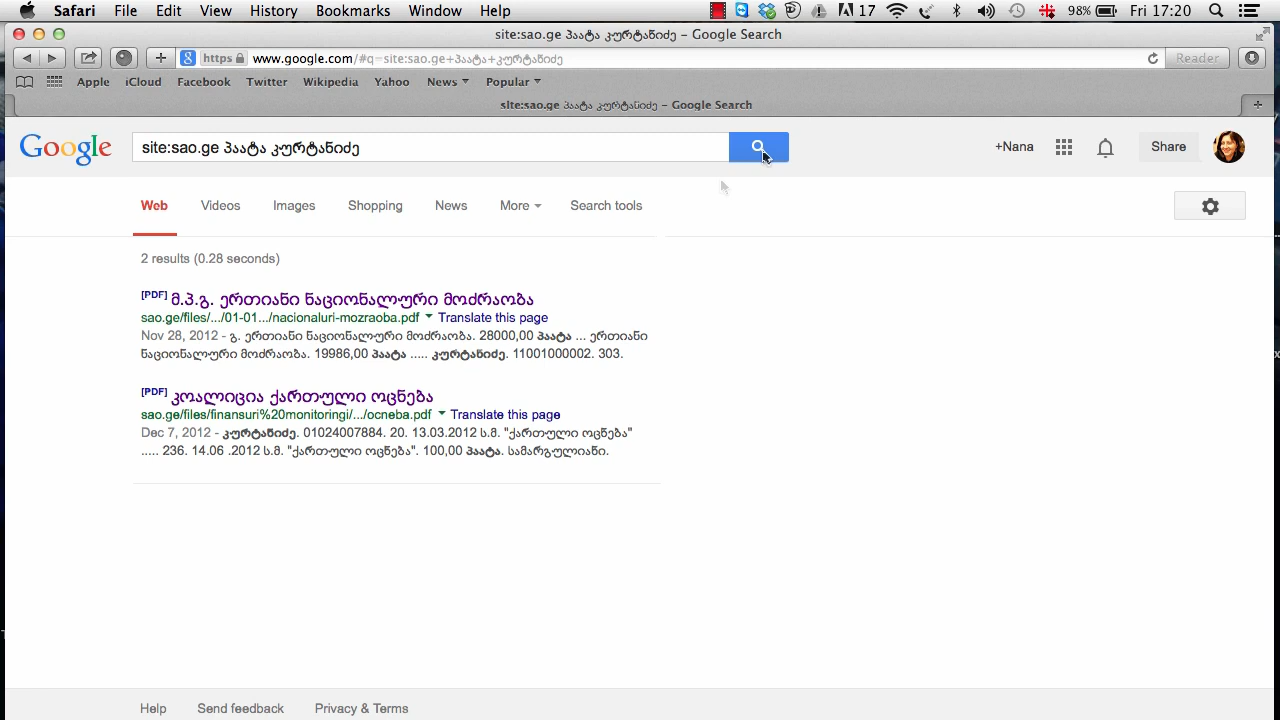 Safari File Edit View History Bookmarks Window Help 17 98% Fri 17:20
site:sao.ge პაატა კურტანიძე – Google Search
https www.google.com/#q=site:sao.ge+პაატა+კურტანიძე Reader
Apple iCloud Facebook Twitter Wikipedia Yahoo News Popular
site:sao.ge პაატა კურტანიძე – Google Search
Google site:sao.ge პაატა კურტანიძე +Nana Share
Web Videos Images Shopping News More Search tools
2 results (0.28 seconds)
[PDF] მ.პ.გ. ერთიანი ნაციონალური მოძრაობა
sao.ge/files/.../01-01.../nacionaluri-mozraoba.pdf Translate this page
Nov 28, 2012 - გ. ერთიანი ნაციონალური მოძრაობა. 28000,00 პაატა ... ერთიანი
ნაციონალური მოძრაობა. 19986,00 პაატა ..... კურტანიძე. 11001000002. 303.
[PDF] კოალიცია ქართული ოცნება
sao.ge/files/finansuri%20monitoringi/.../ocneba.pdf Translate this page
Dec 7, 2012 - კურტანიძე. 01024007884. 20. 13.03.2012 ს.მ. "ქართული ოცნება"
..... 236. 14.06 .2012 ს.მ. "ქართული ოცნება". 100,00 პაატა. სამარგულიანი.
Help Send feedback Privacy & Terms